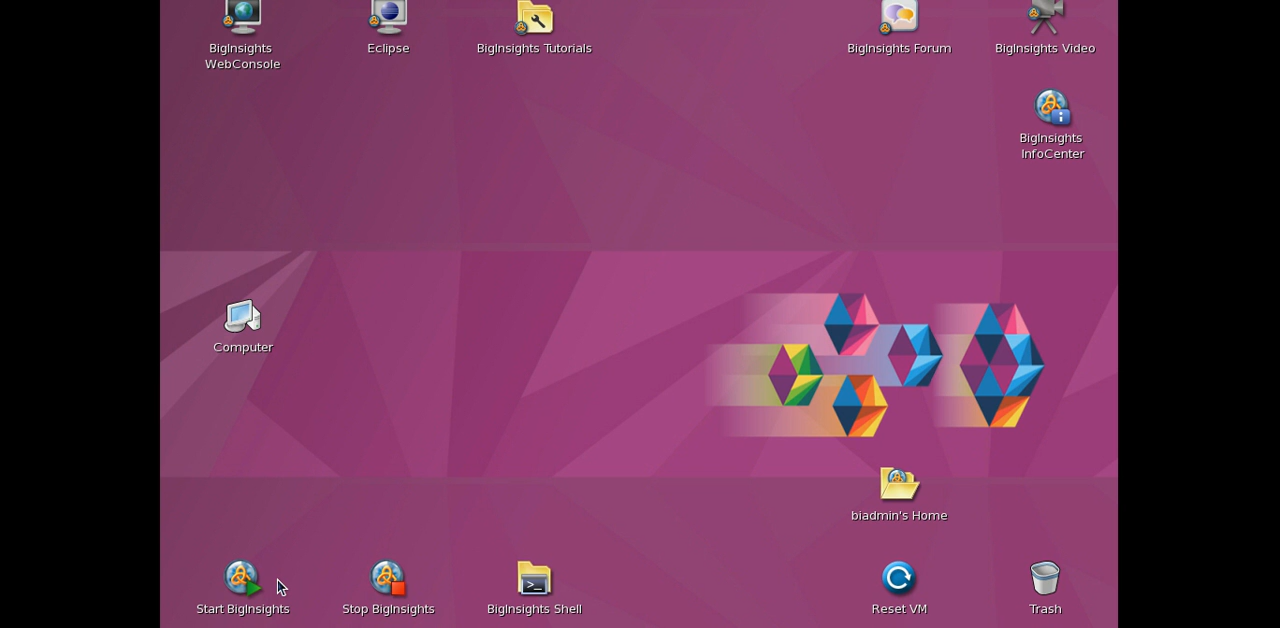 BigInsights
WebConsole
Eclipse
BigInsights Tutorials
BigInsights Forum
BigInsights Video
BigInsights
InfoCenter
Computer
biadmin's Home
Start BigInsights
Stop BigInsights
BigInsights Shell
Reset VM
Trash